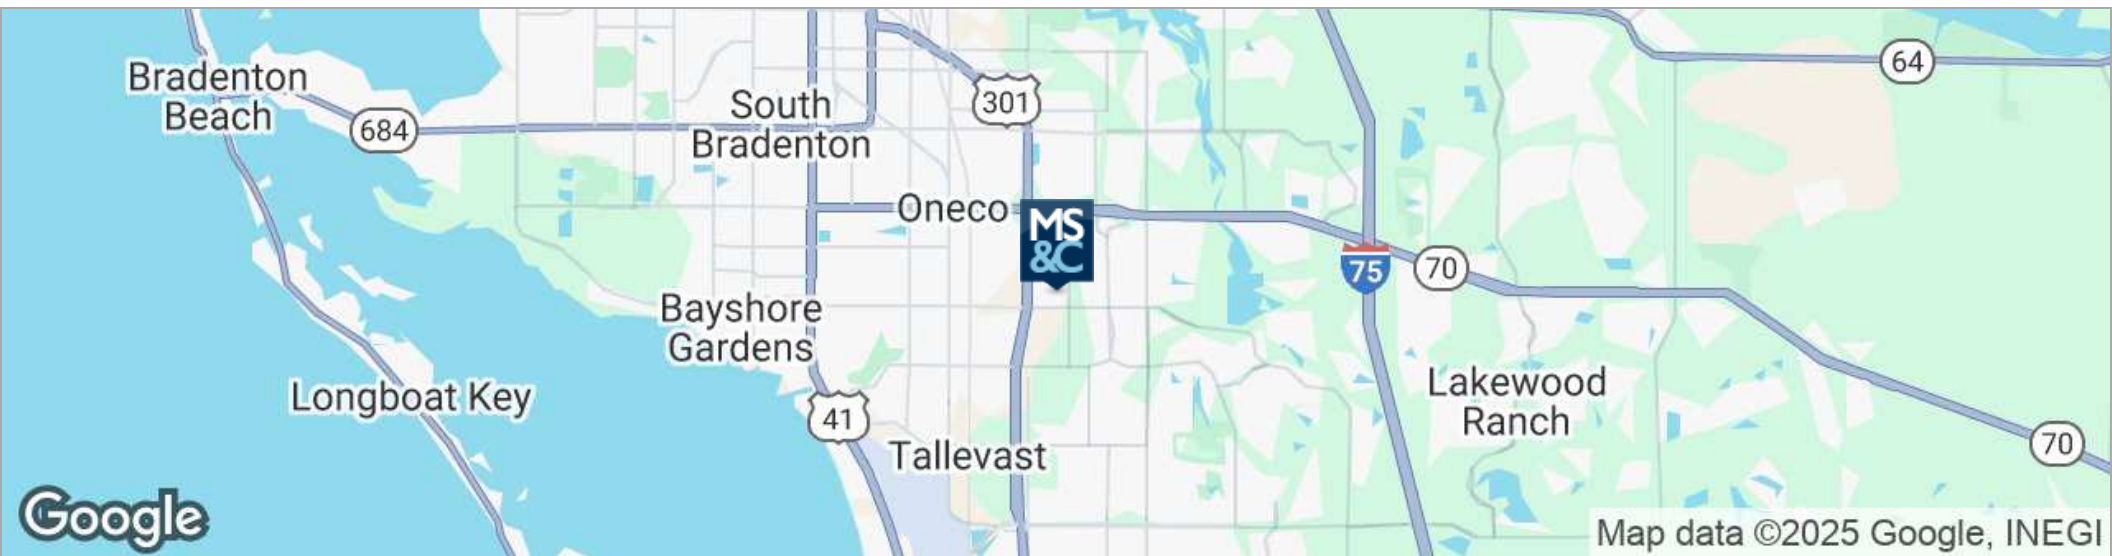 64
Bradenton
Beach
684
South
Bradenton
301
Oneco
MS
&C
75
70
Bayshore
Gardens
Longboat Key
41
Lakewood
Ranch
Tallevast
70
Google
Map data ©2025 Google, INEGI